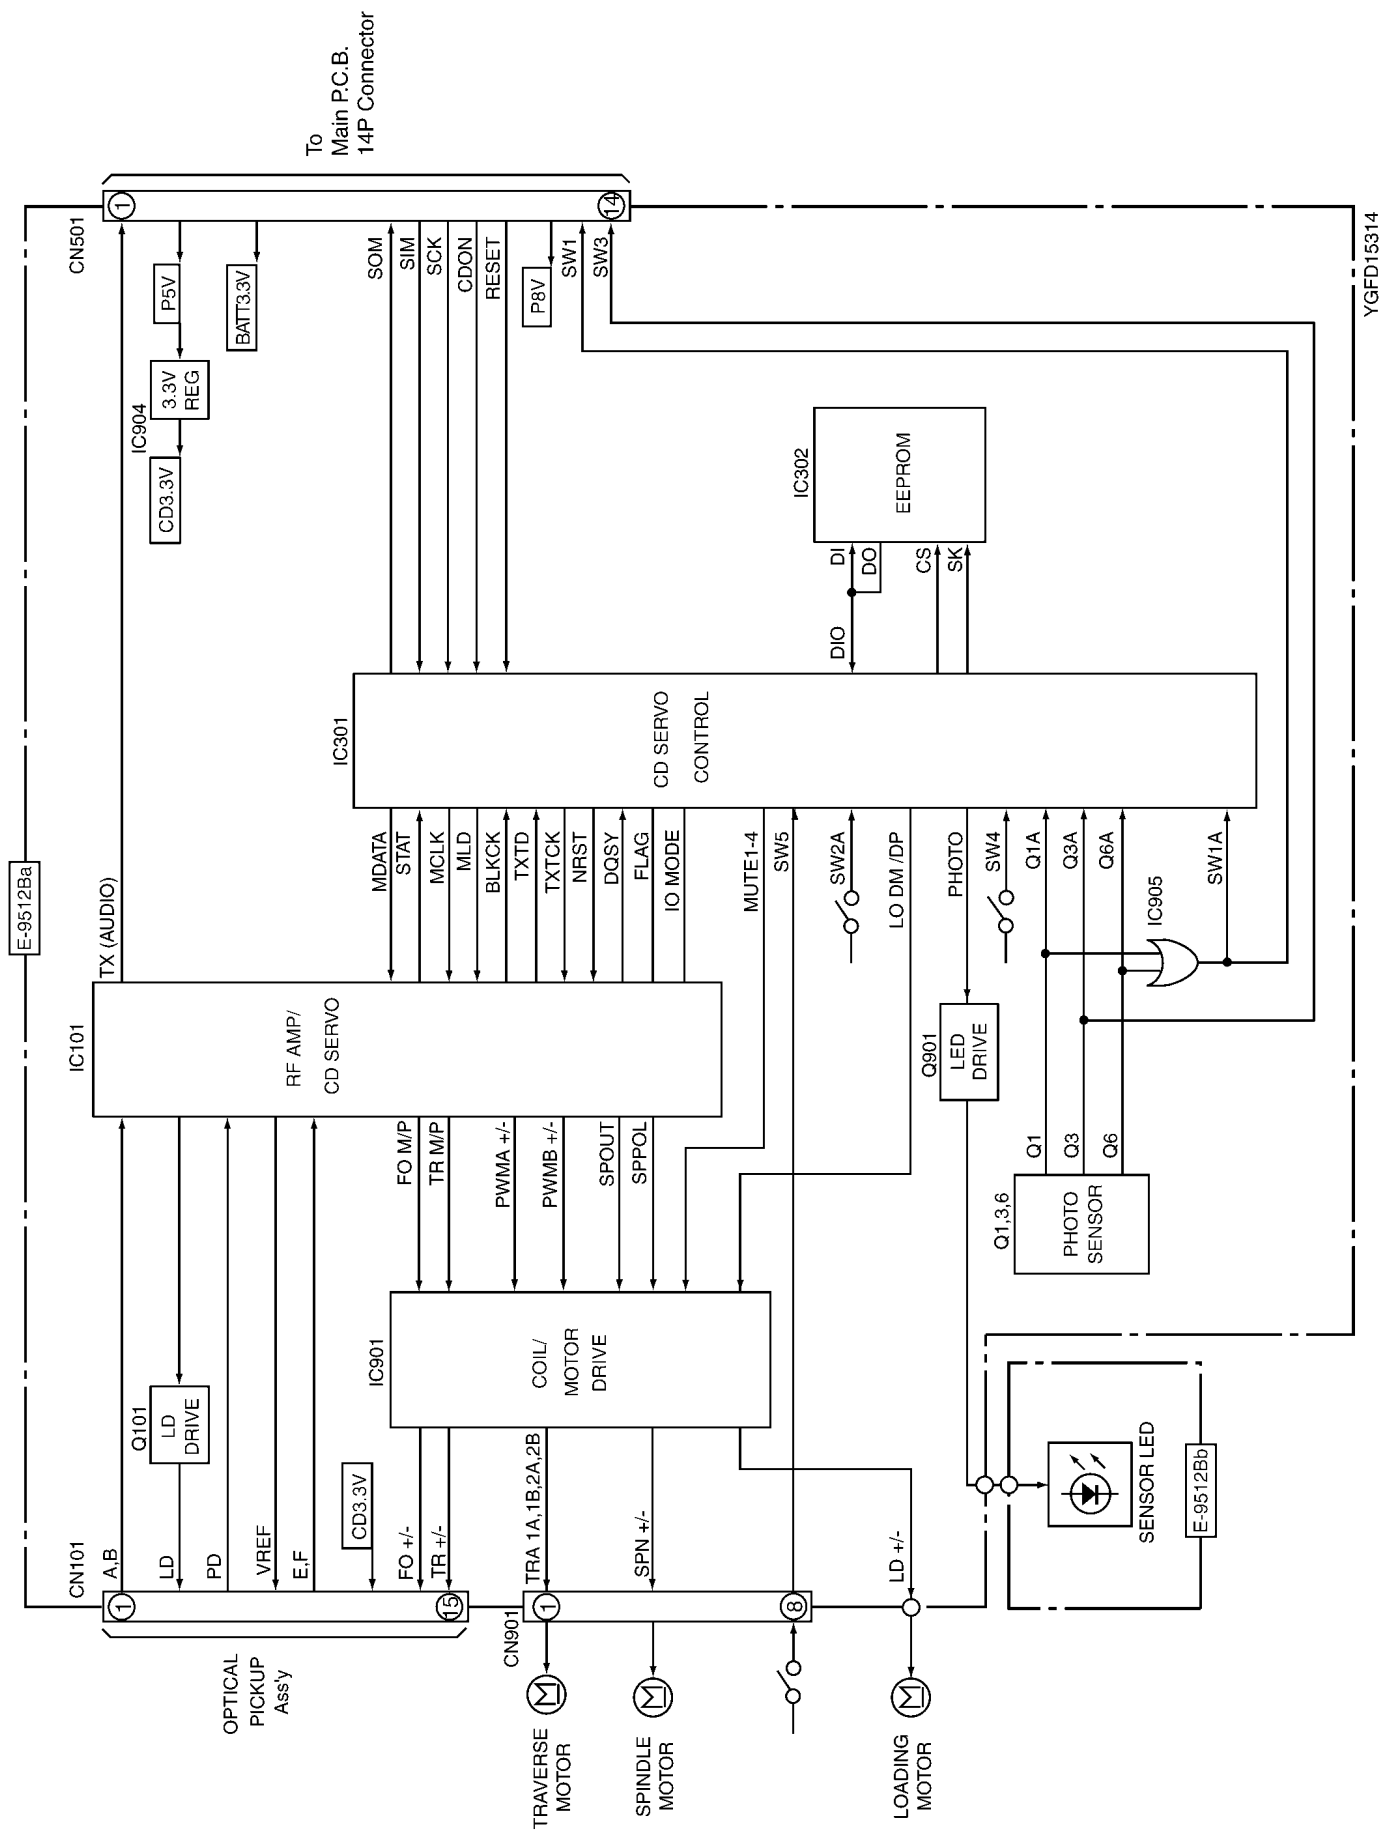 E-9512Ba
CN101
OPTICAL
PICKUP
Ass'y
1
A,B
LD
PD
VREF
E,F
CD3.3V
FO +/-
TR +/-
15
Q101
LD
DRIVE
IC101
RF AMP/
CD SERVO
TX (AUDIO)
CN501
1
P5V
IC904
3.3V
REG
CD3.3V
BATT3.3V
SOM
SIM
SCK
CDON
RESET
P8V
SW1
SW3
14
To
Main P.C.B.
14P Connector
FO M/P
TR M/P
PWMA +/-
PWMB +/-
SPOUT
SPPOL
MDATA
STAT
MCLK
MLD
BLKCK
TXTD
TXTCK
NRST
DQSY
FLAG
IO MODE
MUTE1-4
SW5
SW2A
LO DM /DP
PHOTO
SW4
Q1A
Q3A
Q6A
SW1A
IC301
CD SERVO
CONTROL
DIO
DI
DO
CS
SK
IC302
EEPROM
IC901
COIL/
MOTOR
DRIVE
CN901
TRA 1A,1B,2A,2B
1
SPN +/-
8
LD +/-
TRAVERSE
MOTOR
M
SPINDLE
MOTOR
M
LOADING
MOTOR
M
Q901
LED
DRIVE
IC905
Q1,3,6
PHOTO
SENSOR
Q1
Q3
Q6
SENSOR LED
E-9512Bb
YGFD15314